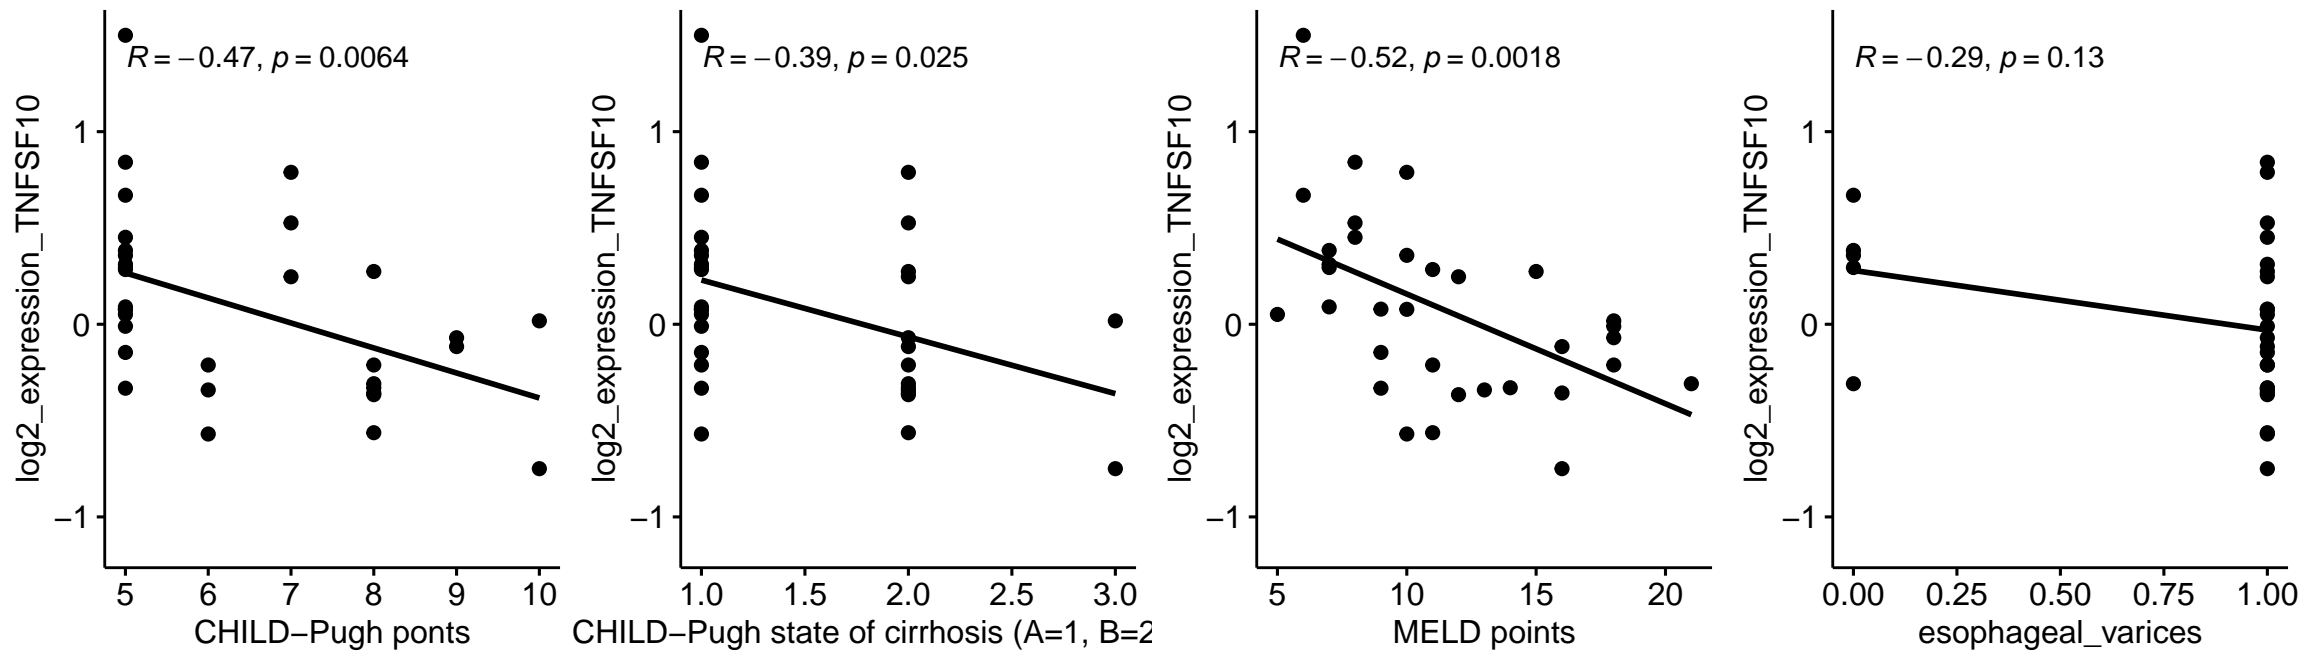 log2_expression_TNFSF10
R = −0.47, p = 0.0064
1
0
−1
5 6 7 8 9 10
CHILD−Pugh ponts
log2_expression_TNFSF10
R = −0.39, p = 0.025
1
0
−1
1.0 1.5 2.0 2.5 3.0
CHILD−Pugh state of cirrhosis (A=1, B=2
log2_expression_TNFSF10
R = −0.52, p = 0.0018
1
0
−1
5 10 15 20
MELD points
log2_expression_TNFSF10
R = −0.29, p = 0.13
1
0
−1
0.00 0.25 0.50 0.75 1.00
esophageal_varices